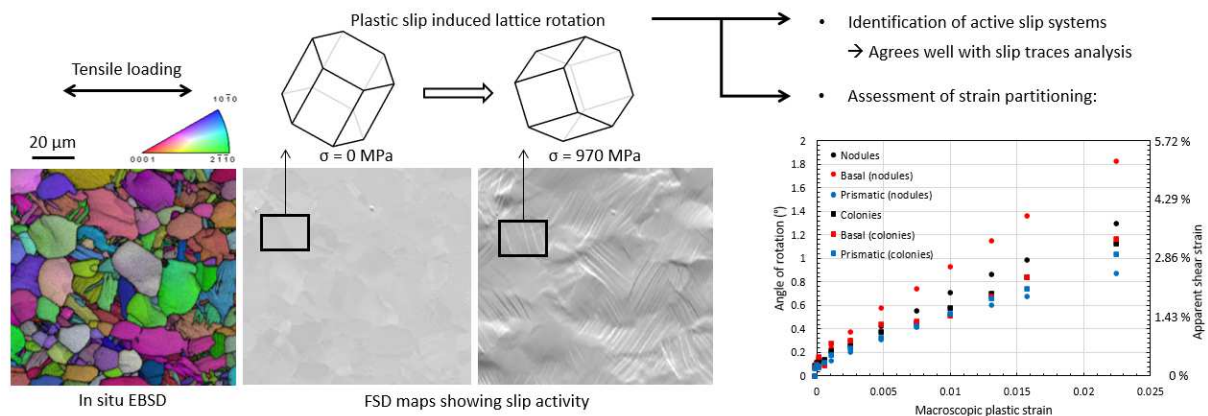 Plastic slip induced lattice rotation
• Identification of active slip systems
→ Agrees well with slip traces analysis
• Assessment of strain partitioning:
Tensile loading
101̅0
0001
2110
20 µm
σ = 0 MPa
σ = 970 MPa
In situ EBSD
FSD maps showing slip activity
Angle of rotation (°)
2
1.8
1.6
1.4
1.2
1
0.8
0.6
0.4
0.2
0
Nodules
Basal (nodules)
Prismatic (nodules)
Colonies
Basal (colonies)
Prismatic (colonies)
5.72 %
4.29 %
2.86 %
1.43 %
0 %
Apparent shear strain
0
0.005
0.01
0.015
0.02
0.025
Macroscopic plastic strain